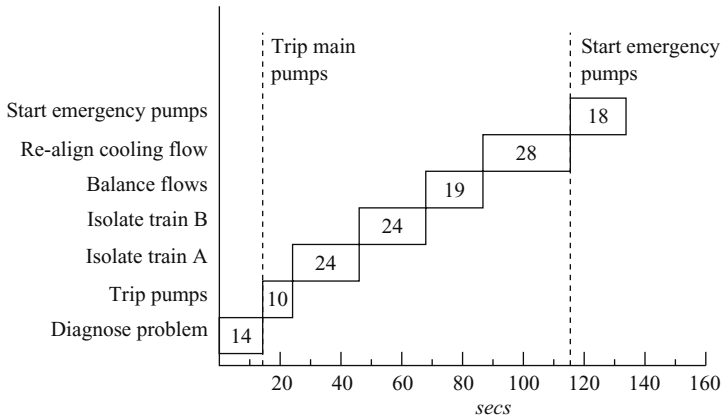 Trip main
pumps
Start emergency
pumps
Start emergency pumps
18
Re-align cooling flow
28
Balance flows
19
Isolate train B
24
Isolate train A
24
Trip pumps
10
Diagnose problem
14
20 40 60 80 100 120 140 160
secs